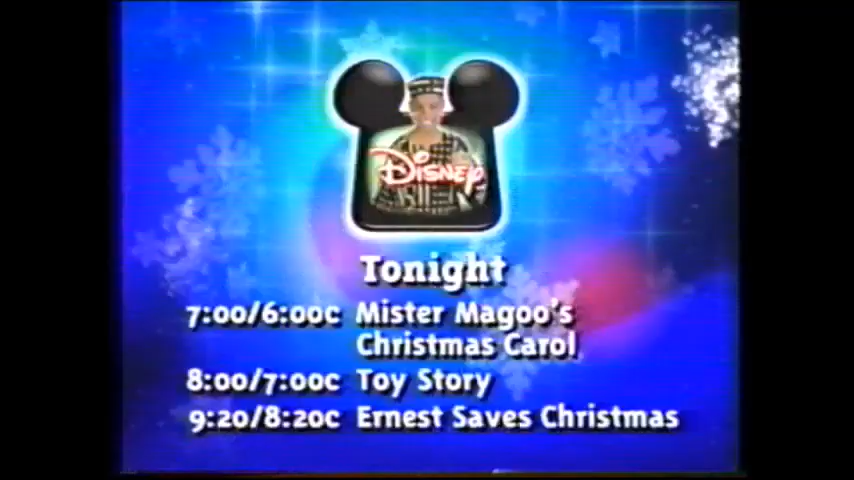 Disney
Tonight
7:00/6:00c Mister Magoo's
Christmas Carol
8:00/7:00c Toy Story
9:20/8:20c Ernest Saves Christmas